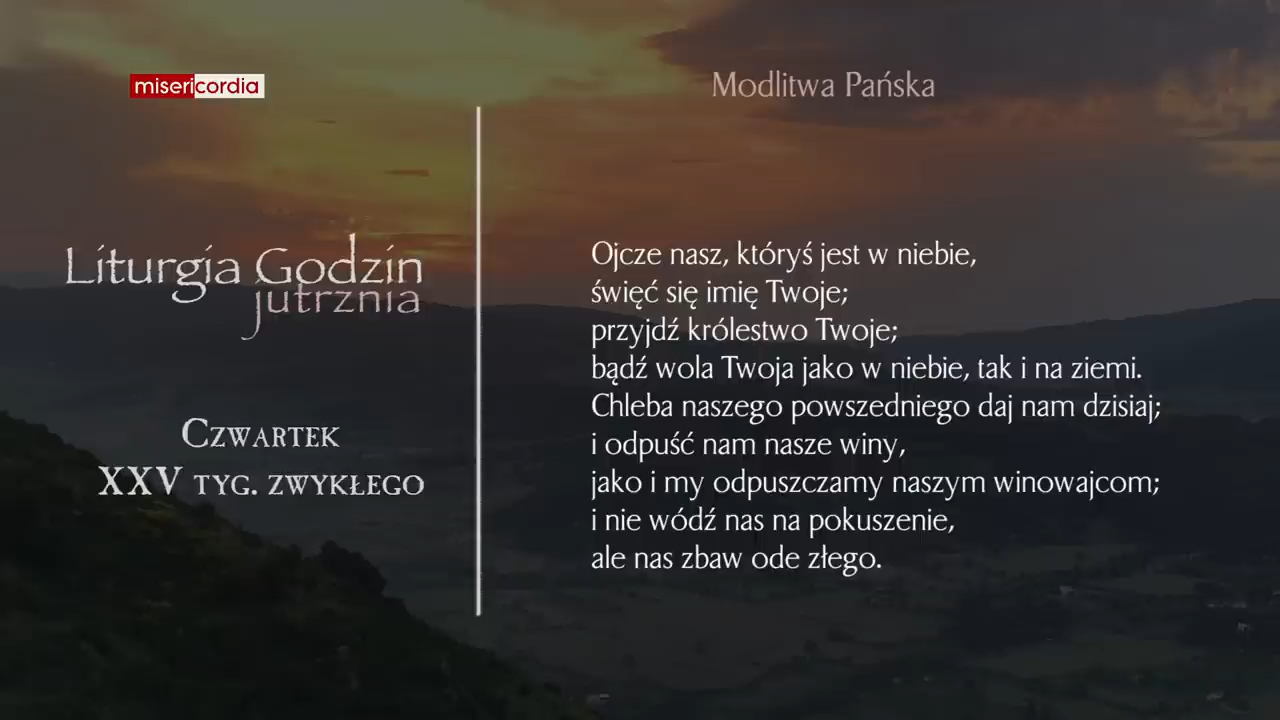 misericordia
Modlitwa Pańska
Liturgia Godzin
jutrznia
Czwartek
XXV tyg. zwykłego
Ojcze nasz, któryś jest w niebie,
święć się imię Twoje;
przyjdź królestwo Twoje;
bądź wola Twoja jako w niebie, tak i na ziemi.
Chleba naszego powszedniego daj nam dzisiaj;
i odpuść nam nasze winy,
jako i my odpuszczamy naszym winowajcom;
i nie wódź nas na pokuszenie,
ale nas zbaw ode złego.